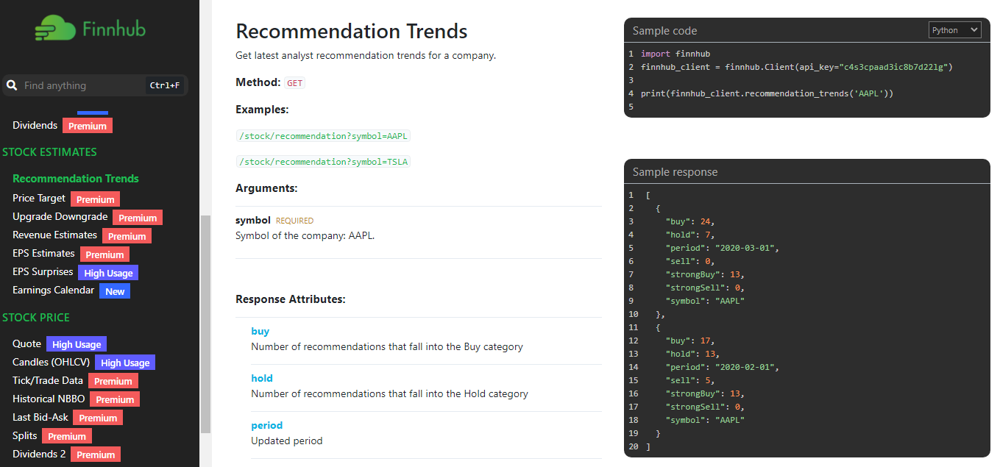 Finnhub
Find anything
Ctrl+F
Dividends Premium
STOCK ESTIMATES
Recommendation Trends
Price Target Premium
Upgrade Downgrade Premium
Revenue Estimates Premium
EPS Estimates Premium
EPS Surprises High Usage
Earnings Calendar New
STOCK PRICE
Quote High Usage
Candles (OHLCV) High Usage
Tick/Trade Data Premium
Historical NBBO Premium
Last Bid-Ask Premium
Splits Premium
Dividends 2 Premium
Recommendation Trends
Get latest analyst recommendation trends for a company.
Method: GET
Examples:
/stock/recommendation?symbol=AAPL
/stock/recommendation?symbol=TSLA
Arguments:
symbol REQUIRED
Symbol of the company: AAPL.
Response Attributes:
buy
Number of recommendations that fall into the Buy category
hold
Number of recommendations that fall into the Hold category
period
Updated period
Sample code Python
1 import finnhub
2 finnhub_client = finnhub.Client(api_key="c4s3cpaad3ic8b7d22lg")
3
4 print(finnhub_client.recommendation_trends('AAPL'))
5
Sample response
1 [
2 {
3 "buy": 24,
4 "hold": 7,
5 "period": "2020-03-01",
6 "sell": 0,
7 "strongBuy": 13,
8 "strongSell": 0,
9 "symbol": "AAPL"
10 },
11 {
12 "buy": 17,
13 "hold": 13,
14 "period": "2020-02-01",
15 "sell": 5,
16 "strongBuy": 13,
17 "strongSell": 0,
18 "symbol": "AAPL"
19 }
20 ]